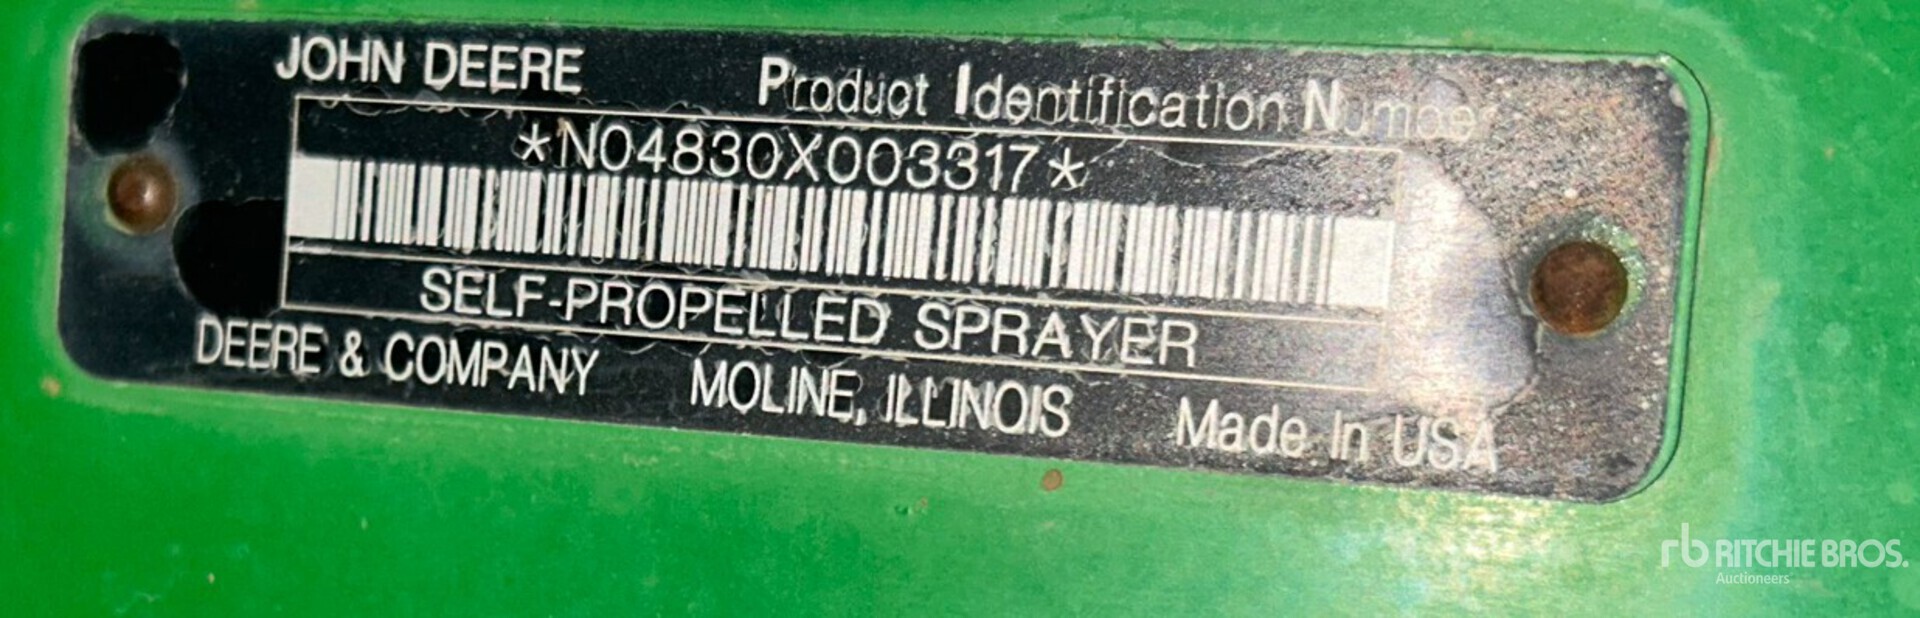 JOHN DEERE Product Identification Number
*N04830X003317*
SELF-PROPELLED SPRAYER
DEERE & COMPANY MOLINE, ILLINOIS Made In USA
rb RITCHIE BROS.
Auctioneers